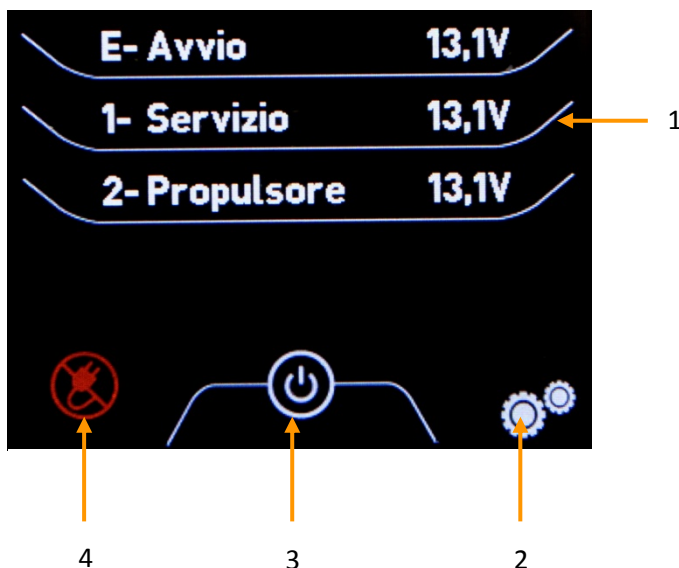 E- Avvio 13,1V
1- Servizio 13,1V
1
2- Propulsore 13,1V
4 3 2